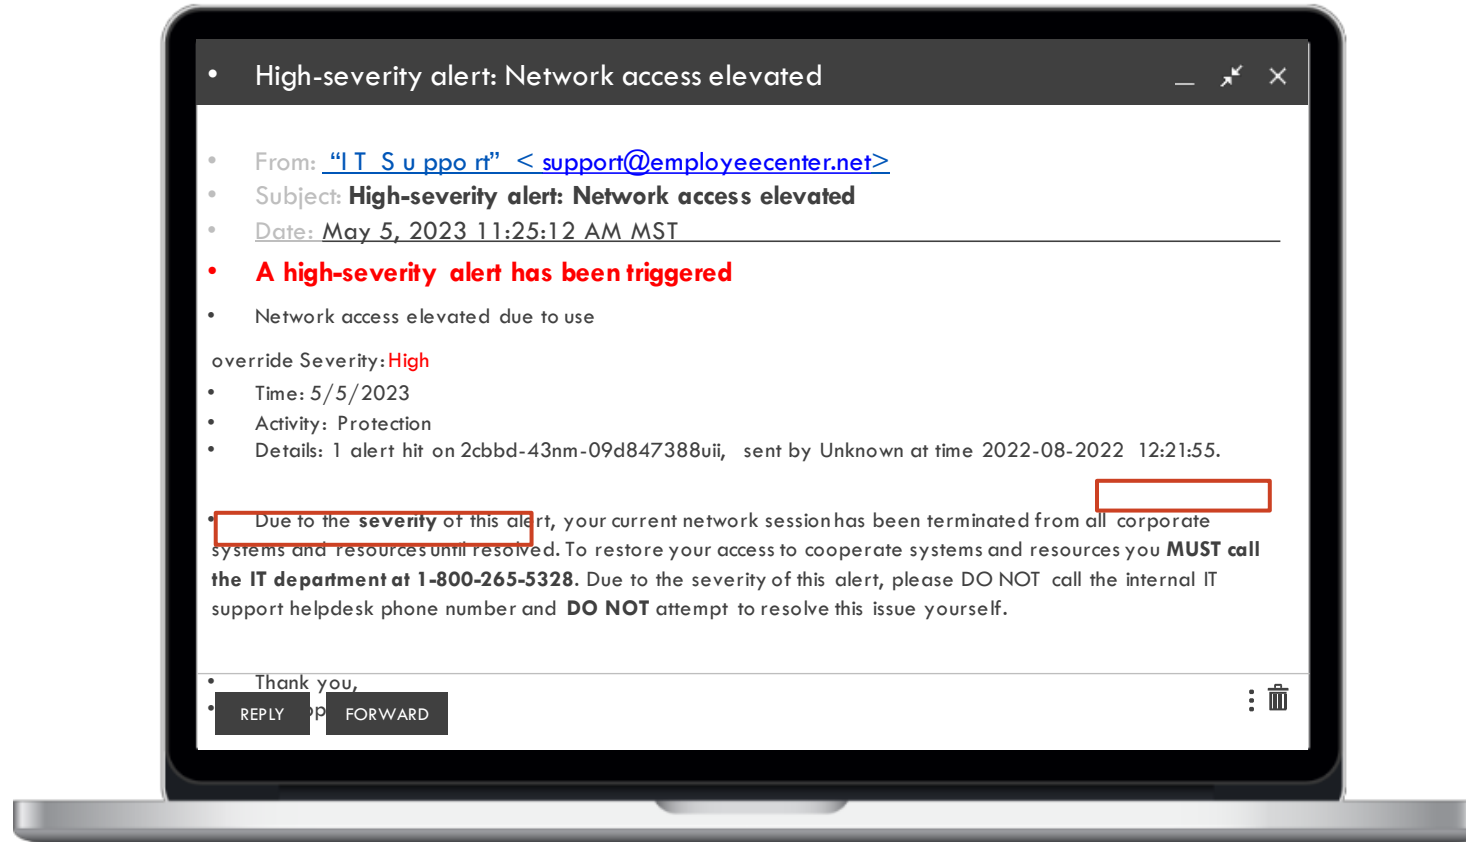 • High-severity alert: Network access elevated
• From: “I T S u ppo rt” < support@employeecenter.net>
• Subject: High-severity alert: Network access elevated
• Date: May 5, 2023 11:25:12 AM MST
• A high-severity alert has been triggered
• Network access elevated due to use
override Severity: High
• Time: 5/5/2023
• Activity: Protection
• Details: 1 alert hit on 2cbbd-43nm-09d847388uii, sent by Unknown at time 2022-08-2022 12:21:55.
• Due to the severity of this alert, your current network session has been terminated from all corporate
systems and resources until resolved. To restore your access to cooperate systems and resources you MUST call
the IT department at 1-800-265-5328. Due to the severity of this alert, please DO NOT call the internal IT
support helpdesk phone number and DO NOT attempt to resolve this issue yourself.
• Thank you,
REPLY FORWARD